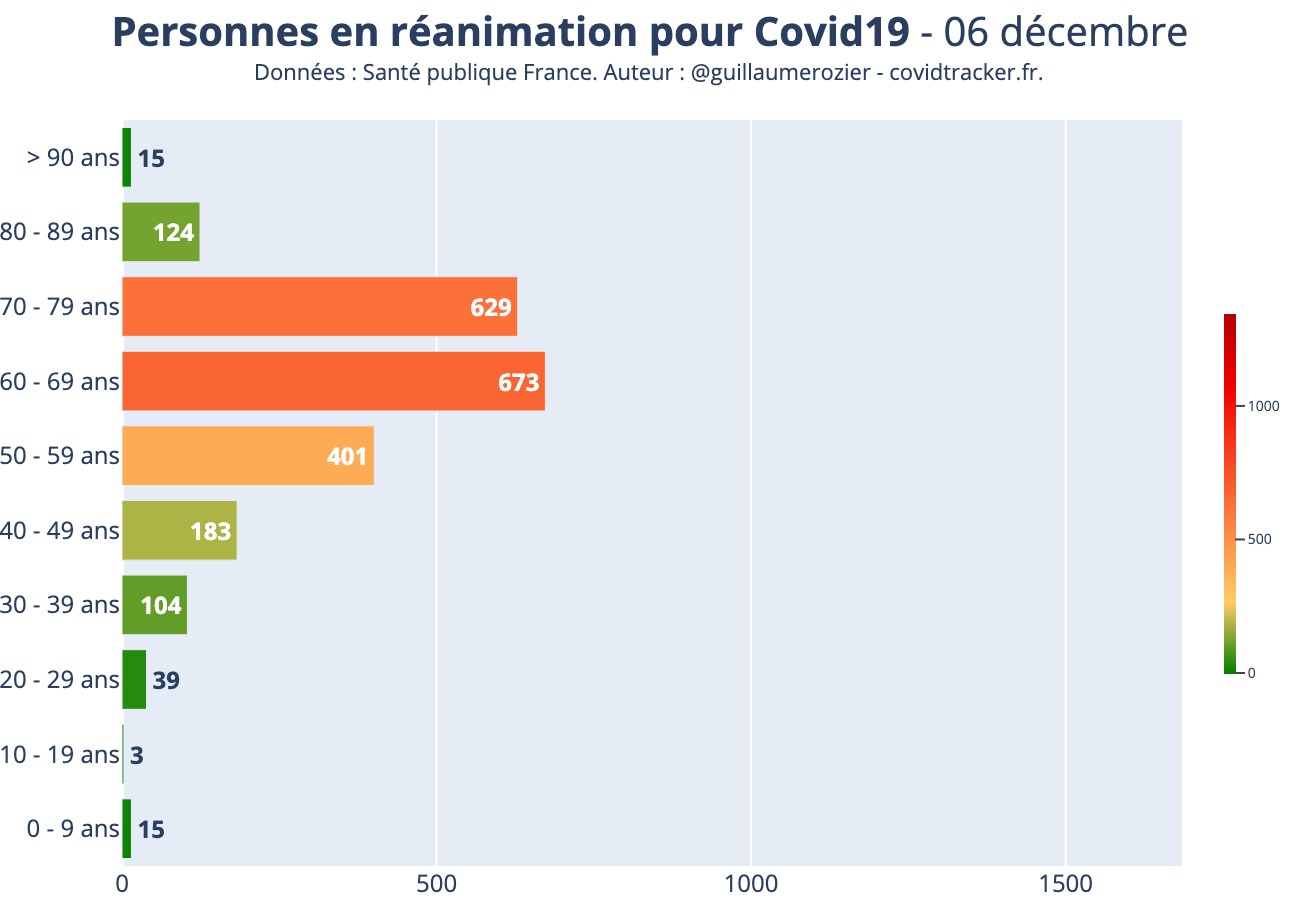 Personnes en réanimation pour Covid19 - 06 décembre
Données : Santé publique France. Auteur : @guillaumerozier - covidtracker.fr.
> 90 ans 15
80 - 89 ans 124
70 - 79 ans 629
60 - 69 ans 673
50 - 59 ans 401
40 - 49 ans 183
30 - 39 ans 104
20 - 29 ans 39
10 - 19 ans 3
0 - 9 ans 15
0 500 1000 1500
1000
500
0